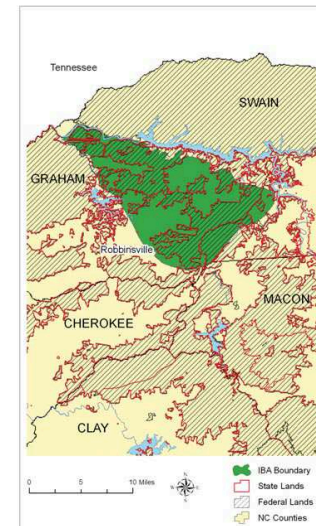 Tennessee
SWAIN
GRAHAM
Robbinsville
MACON
CHEROKEE
CLAY
0 5 10 Miles
IBA Boundary
State Lands
Federal Lands
NC Counties